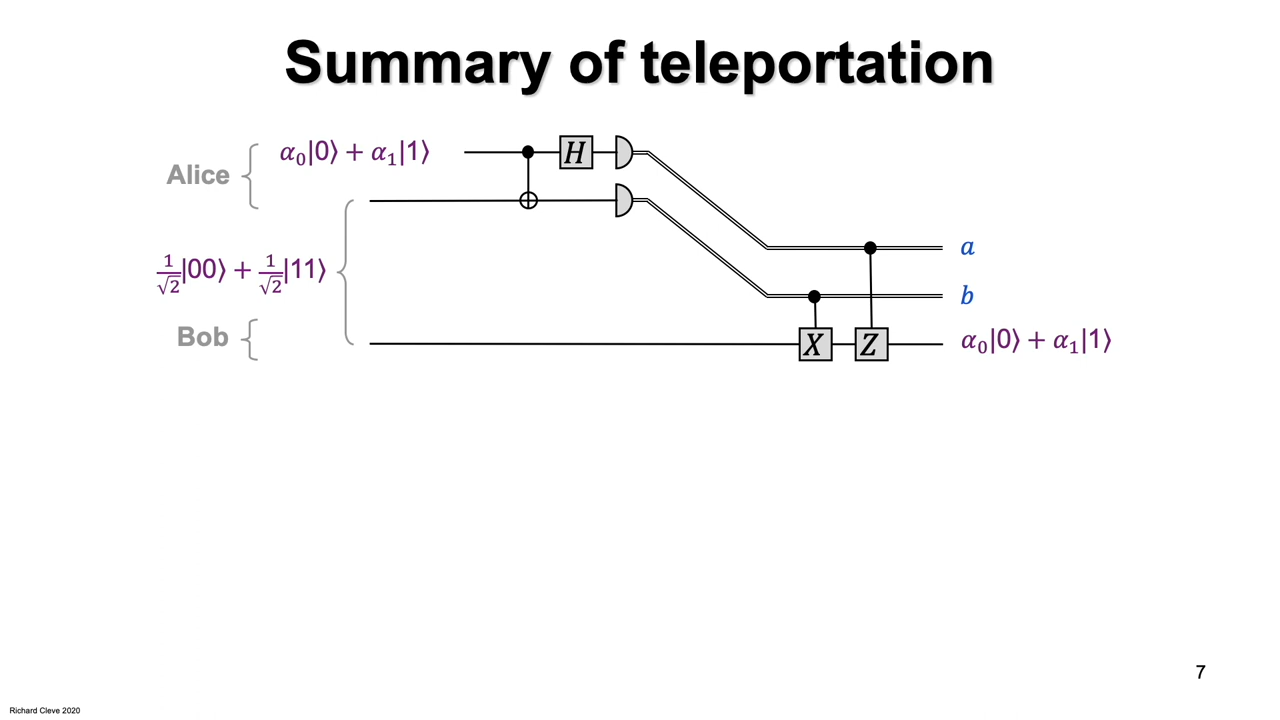 Summary of teleportation
Alice
α₀|0⟩ + α₁|1⟩
H
a
1/√2|00⟩ + 1/√2|11⟩
b
Bob
X
Z
α₀|0⟩ + α₁|1⟩
7
Richard Cleve 2020